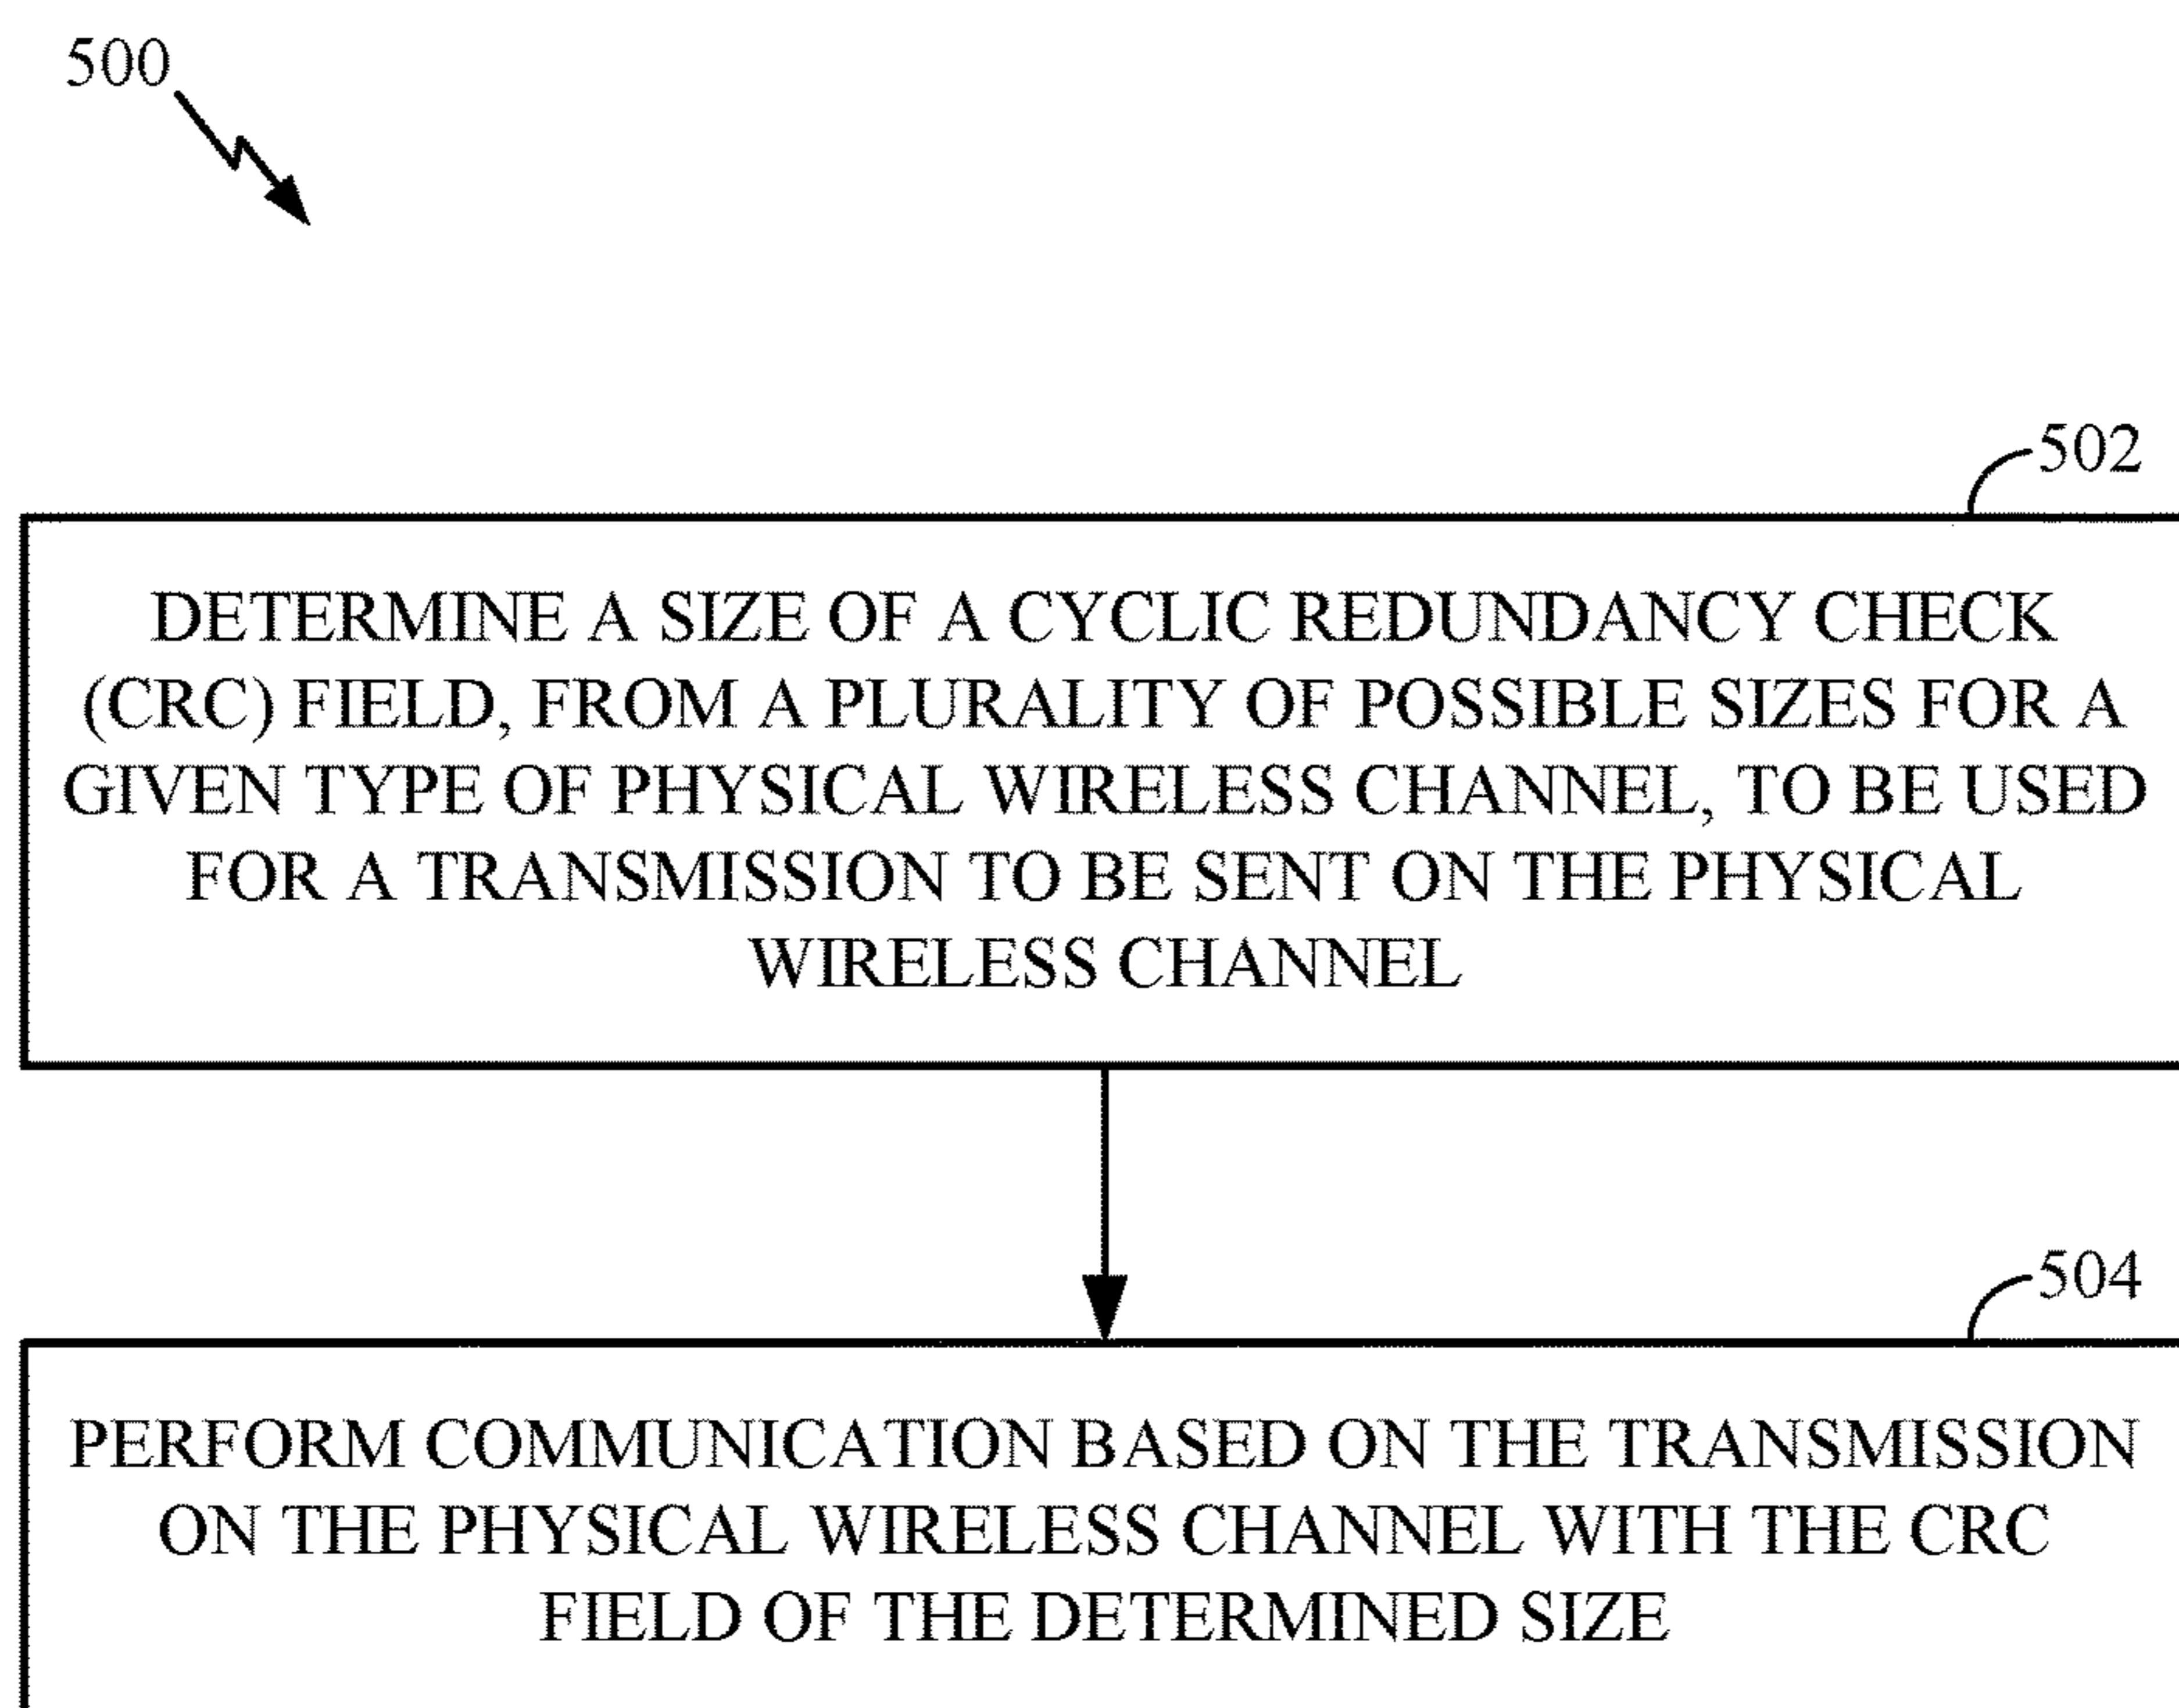 500
502
DETERMINE A SIZE OF A CYCLIC REDUNDANCY CHECK
(CRC) FIELD, FROM A PLURALITY OF POSSIBLE SIZES FOR A
GIVEN TYPE OF PHYSICAL WIRELESS CHANNEL, TO BE USED
FOR A TRANSMISSION TO BE SENT ON THE PHYSICAL
WIRELESS CHANNEL
504
PERFORM COMMUNICATION BASED ON THE TRANSMISSION
ON THE PHYSICAL WIRELESS CHANNEL WITH THE CRC
FIELD OF THE DETERMINED SIZE